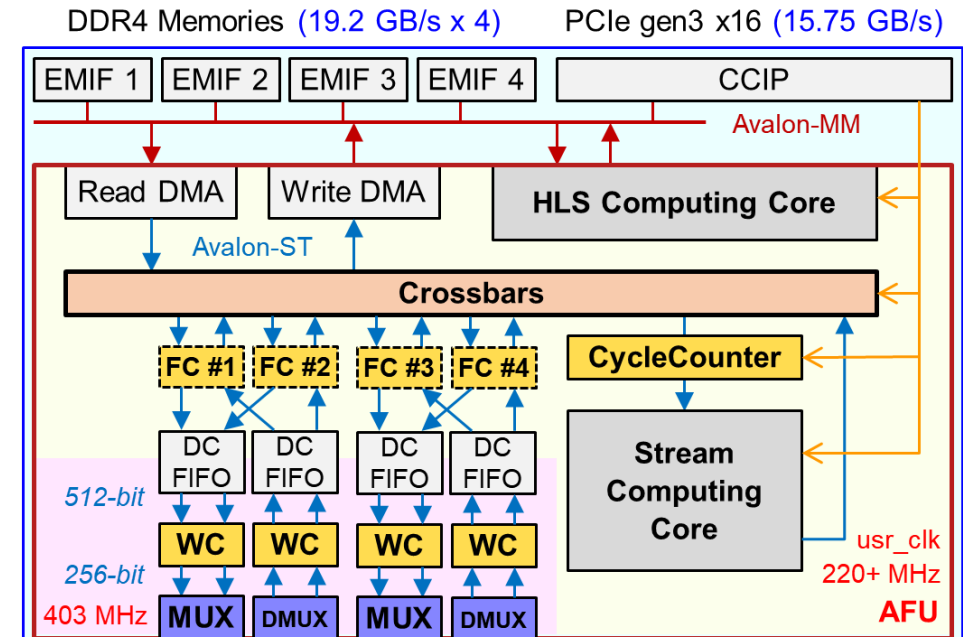 DDR4 Memories (19.2 GB/s x 4) PCIe gen3 x16 (15.75 GB/s)
EMIF 1 EMIF 2 EMIF 3 EMIF 4 CCIP
Avalon-MM
Read DMA Write DMA HLS Computing Core
Avalon-ST
Crossbars
FC #1 FC #2 FC #3 FC #4 CycleCounter
DC FIFO DC FIFO DC FIFO DC FIFO
Stream
Computing
Core
512-bit
WC WC WC WC
usr_clk
256-bit
220+ MHz
403 MHz MUX DMUX MUX DMUX
AFU